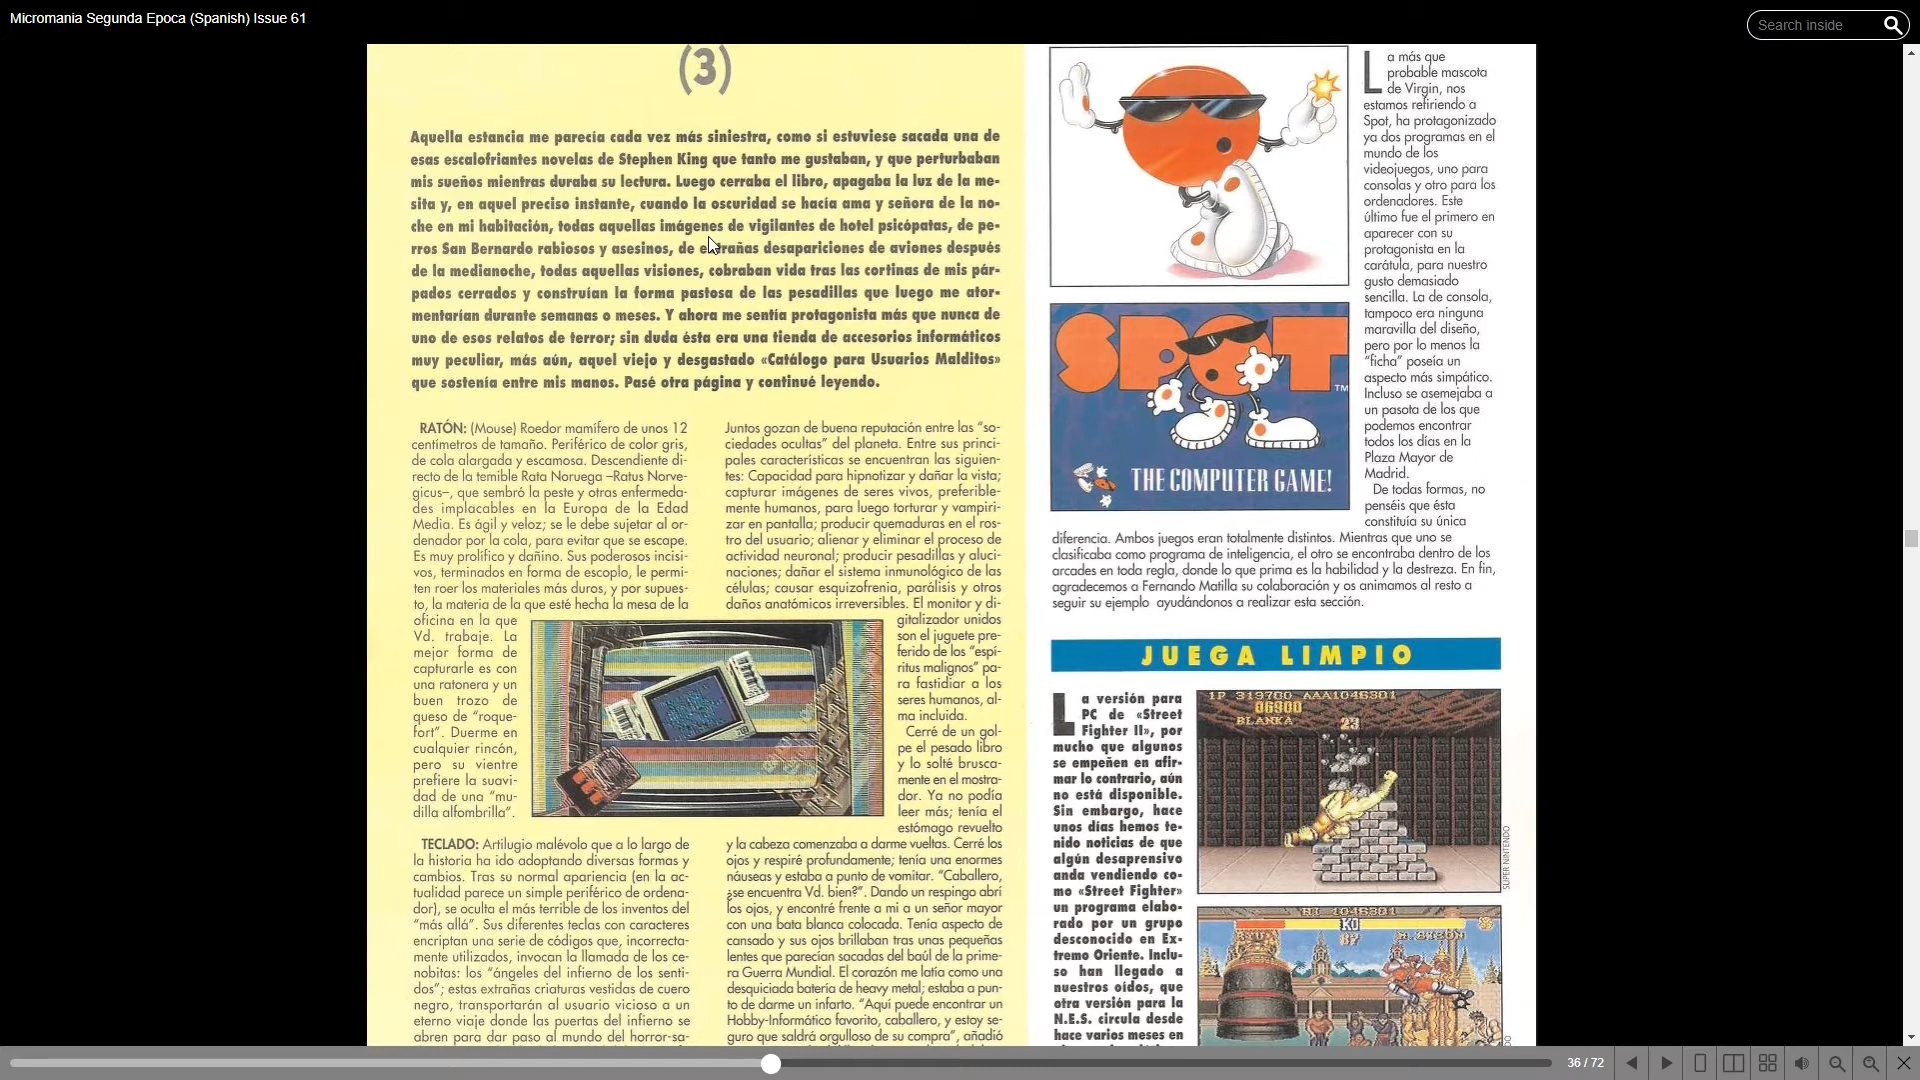 Micromania Segunda Epoca (Spanish) Issue 61
Search inside
(3)
Aquella estancia me parecía cada vez más siniestra, como si estuviese sacada una de
esas escalofriantes novelas de Stephen King que tanto me gustaban, y que perturbaban
mis sueños mientras duraba su lectura. Luego cerraba el libro, apagaba la luz de la me-
sita y, en aquel preciso instante, cuando la oscuridad se hacía ama y señora de la no-
che en mi habitación, todas aquellas imágenes de vigilantes de hotel psicópatas, de pe-
rros San Bernardo rabiosos y asesinos, de extrañas desapariciones de aviones después
de la medianoche, todas aquellas visiones, cobraban vida tras las cortinas de mis pár-
pados cerrados y construían la forma pastosa de las pesadillas que luego me ator-
mentarían durante semanas o meses. Y ahora me sentía protagonista más que nunca de
uno de esos relatos de terror; sin duda ésta era una tienda de accesorios informáticos
muy peculiar, más aún, aquel viejo y desgastado «Catálogo para Usuarios Malditos»
que sostenía entre mis manos. Pasé otra página y continué leyendo.
RATÓN: (Mouse) Roedor mamífero de unos 12
centímetros de tamaño. Periférico de color gris,
de cola alargada y escamosa. Descendiente di-
recto de la temible Rata Noruega –Ratus Norve-
gicus–, que sembró la peste y otras enfermeda-
des implacables en la Europa de la Edad
Media. Es ágil y veloz; se le debe sujetar al or-
denador por la cola, para evitar que se escape.
Es muy prolífico y dañino. Sus poderosos incisi-
vos, terminados en forma de escoplo, le permi-
ten roer los materiales más duros, y por supues-
to, la materia de la que esté hecha la mesa de la
oficina en la que
Vd. trabaje. La
mejor forma de
capturarle es con
una ratonera y un
buen trozo de
queso de "roque-
fort". Duerme en
cualquier rincón,
pero su vientre
prefiere la suavi-
dad de una "mu-
dilla alfombrilla".
TECLADO: Artilugio malévolo que a lo largo de
la historia ha ido adoptando diversas formas y
cambios. Tras su normal apariencia (en la ac-
tualidad parece un simple periférico de ordena-
dor), se oculta el más terrible de los inventos del
"más allá". Sus diferentes teclas con caracteres
encriptan una serie de códigos que, incorrecta-
mente utilizados, invocan la llamada de los ce-
nobitas: los "ángeles del infierno de los senti-
dos"; estas extrañas criaturas vestidas de cuero
negro, transportarán al usuario vicioso a un
eterno viaje donde las puertas del infierno se
abren para dar paso al mundo del horror-sa-
Juntos gozan de buena reputación entre las "so-
ciedades ocultas" del planeta. Entre sus princi-
pales características se encuentran las siguien-
tes: Capacidad para hipnotizar y dañar la vista;
capturar imágenes de seres vivos, preferible-
mente humanos, para luego torturar y vampiri-
zar en pantalla; producir quemaduras en el ros-
tro del usuario; alienar y eliminar el proceso de
actividad neuronal; producir pesadillas y aluci-
naciones; dañar el sistema inmunológico de las
células; causar esquizofrenia, parálisis y otros
daños anatómicos irreversibles. El monitor y di-
gitalizador unidos
son el juguete pre-
ferido de los "espí-
ritus malignos" pa-
ra fastidiar a los
seres humanos, al-
ma incluida.
Cerré de un gol-
pe el pesado libro
y lo solté brusca-
mente en el mostra-
dor. Ya no podía
leer más; tenía el
estómago revuelto
y la cabeza comenzaba a darme vueltas. Cerré los
ojos y respiré profundamente; tenía una enormes
náuseas y estaba a punto de vomitar. "Caballero,
¿se encuentra Vd. bien?". Dando un respingo abrí
los ojos, y encontré frente a mi a un señor mayor
con una bata blanca colocada. Tenía aspecto de
cansado y sus ojos brillaban tras unas pequeñas
lentes que parecían sacadas del baúl de la prime-
ra Guerra Mundial. El corazón me latía como una
desquiciada batería de heavy metal; estaba a pun-
to de darme un infarto. "Aquí puede encontrar un
Hobby-Informático favorito, caballero, y estoy se-
guro que saldrá orgulloso de su compra", añadió
La más que
probable mascota
de Virgin, nos
estamos refiriendo a
Spot, ha protagonizado
ya dos programas en el
mundo de los
videojuegos, uno para
consolas y otro para los
ordenadores. Este
último fue el primero en
aparecer con su
protagonista en la
carátula, para nuestro
gusto demasiado
sencilla. La de consola,
tampoco era ninguna
maravilla del diseño,
pero por lo menos la
"ficha" poseía un
aspecto más simpático.
Incluso se asemejaba a
un pasota de los que
podemos encontrar
todos los días en la
Plaza Mayor de
Madrid.
De todas formas, no
penséis que ésta
constituía su única
diferencia. Ambos juegos eran totalmente distintos. Mientras que uno se
clasificaba como programa de inteligencia, el otro se encontraba dentro de los
arcades en toda regla, donde lo que prima es la habilidad y la destreza. En fin,
agradecemos a Fernando Matilla su colaboración y os animamos al resto a
seguir su ejemplo ayudándonos a realizar esta sección.
SPOT TM
THE COMPUTER GAME!
JUEGA LIMPIO
La versión para
PC de «Street
Fighter II», por
mucho que algunos
se empeñen en afir-
mar lo contrario, aún
no está disponible.
Sin embargo, hace
unos días hemos te-
nido noticias de que
algún desaprensivo
anda vendiendo co-
mo «Street Fighter»
un programa elabo-
rado por un grupo
desconocido en Ex-
tremo Oriente. Inclu-
so han llegado a
nuestros oídos, que
otra versión para la
N.E.S. circula desde
hace varios meses en
1P 319700 AAA1046301
06900
BLANKA
23
SUPER NINTENDO
HI 1046301
KO
87
M.BISON
36 / 72